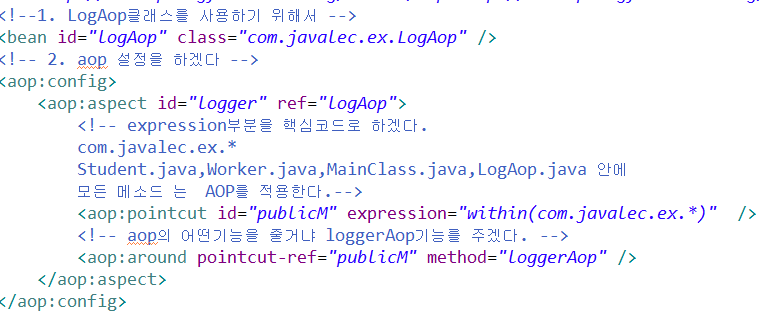 <!--1. LogAop클래스를 사용하기 위해서 -->
<bean id="logAop" class="com.javalec.ex.LogAop" />
<!-- 2. aop 설정을 하겠다 -->
<aop:config>
<aop:aspect id="logger" ref="logAop">
<!-- expression부분을 핵심코드로 하겠다.
com.javalec.ex.*
Student.java,Worker.java,MainClass.java,LogAop.java 안에
모든 메소드 는 AOP를 적용한다.-->
<aop:pointcut id="publicM" expression="within(com.javalec.ex.*)" />
<!-- aop의 어떤기능을 줄거냐 loggerAop기능를 주겠다. -->
<aop:around pointcut-ref="publicM" method="loggerAop" />
</aop:aspect>
</aop:config>